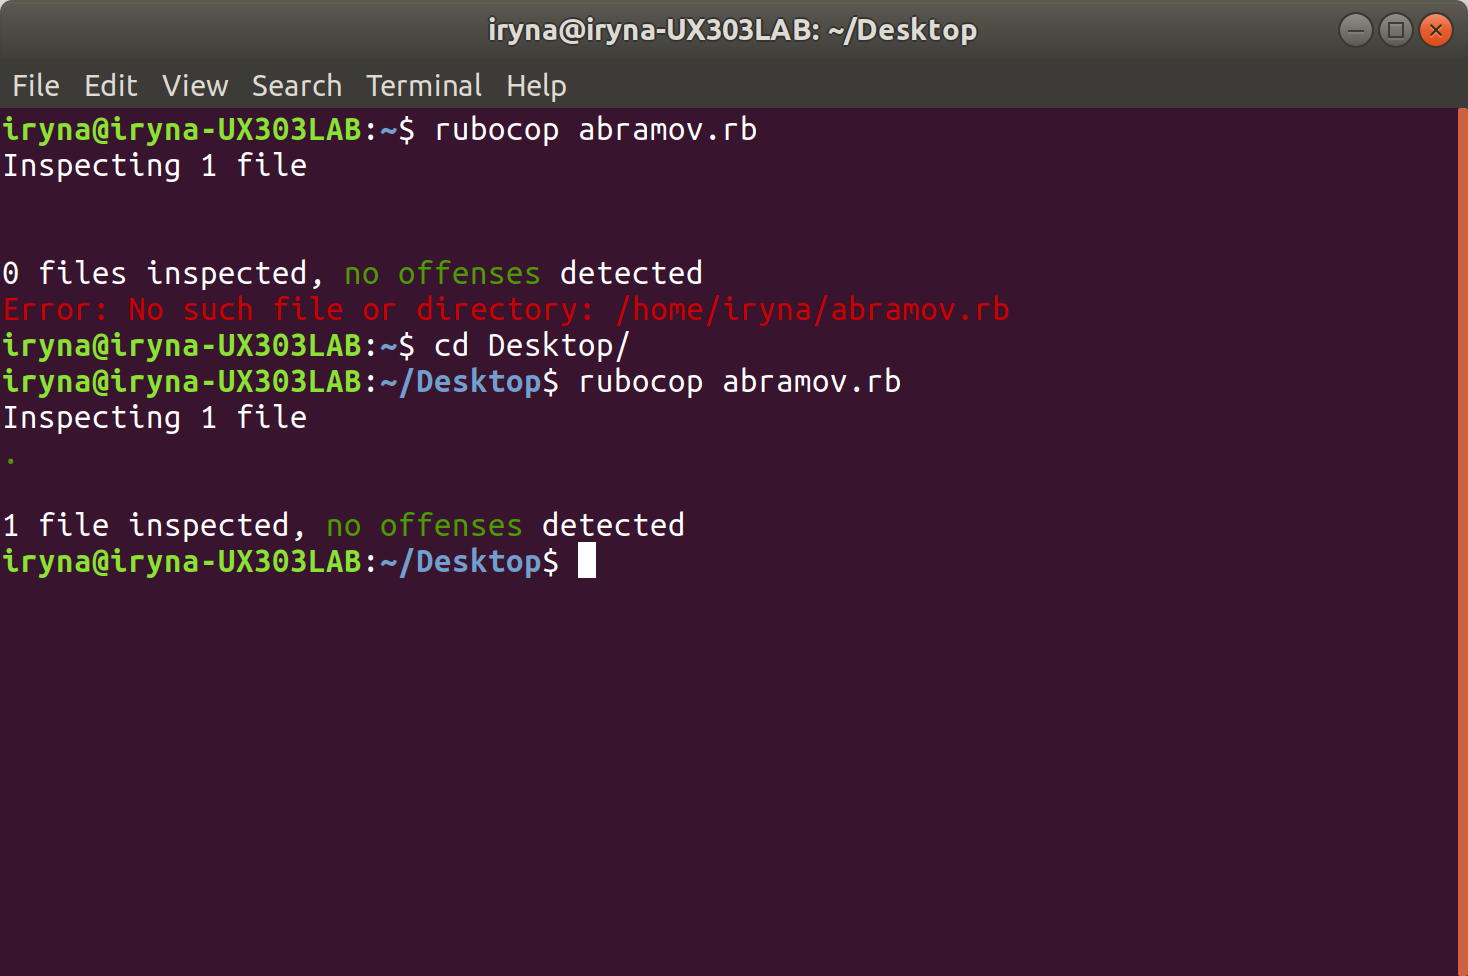 iryna@iryna-UX303LAB: ~/Desktop
File Edit View Search Terminal Help
iryna@iryna-UX303LAB:~$ rubocop abramov.rb
Inspecting 1 file
0 files inspected, no offenses detected
Error: No such file or directory: /home/iryna/abramov.rb
iryna@iryna-UX303LAB:~$ cd Desktop/
iryna@iryna-UX303LAB:~/Desktop$ rubocop abramov.rb
Inspecting 1 file
.
1 file inspected, no offenses detected
iryna@iryna-UX303LAB:~/Desktop$